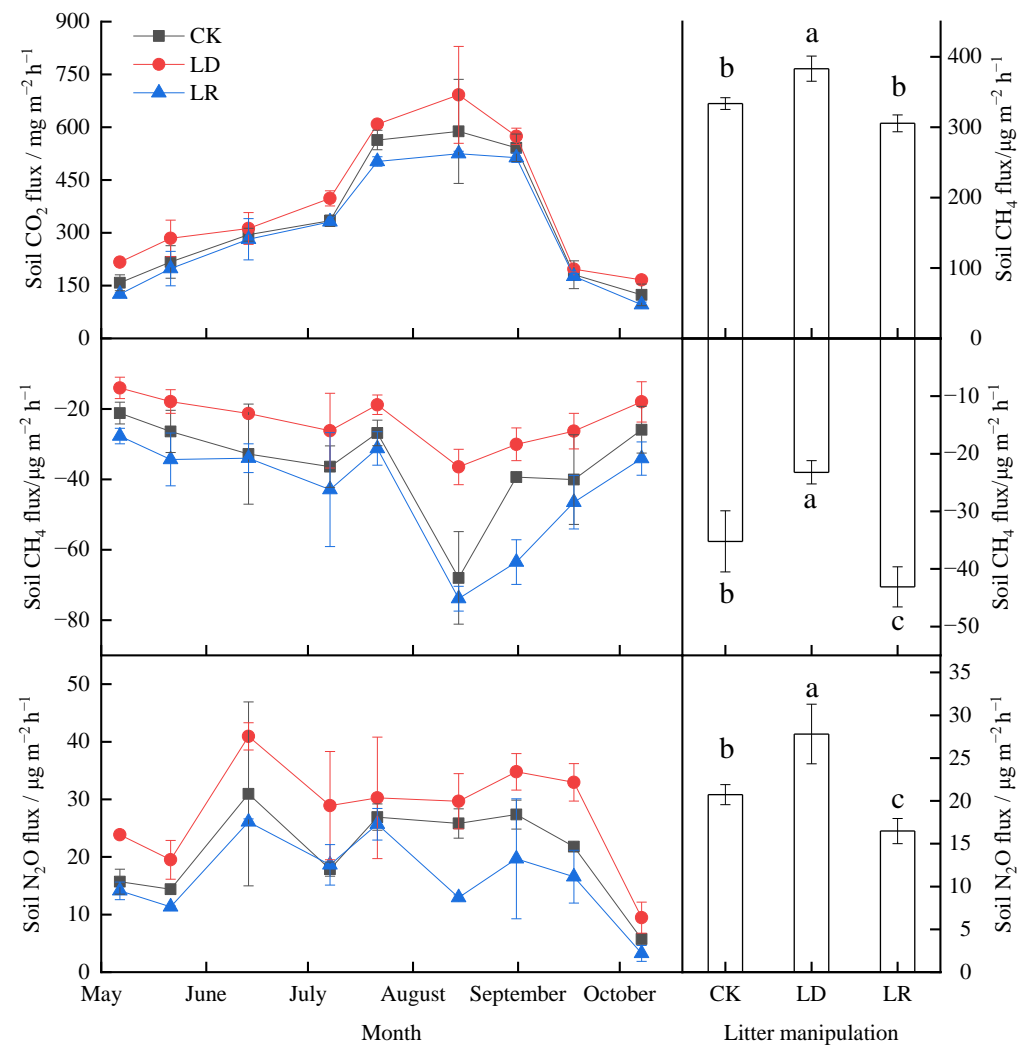 900
750
600
450
300
150
0
Soil CO₂ flux / mg m⁻² h⁻¹
CK
LD
LR
b
a
b
400
300
200
100
0
Soil CH₄ flux/μg m⁻² h⁻¹
−20
−40
−60
−80
Soil CH₄ flux/μg m⁻² h⁻¹
b
a
c
−10
−20
−30
−40
−50
Soil CH₄ flux/μg m⁻² h⁻¹
50
40
30
20
10
0
Soil N₂O flux / μg m⁻² h⁻¹
b
a
c
35
30
25
20
15
10
5
0
Soil N₂O flux / μg m⁻² h⁻¹
May June July August September October
Month
CK LD LR
Litter manipulation